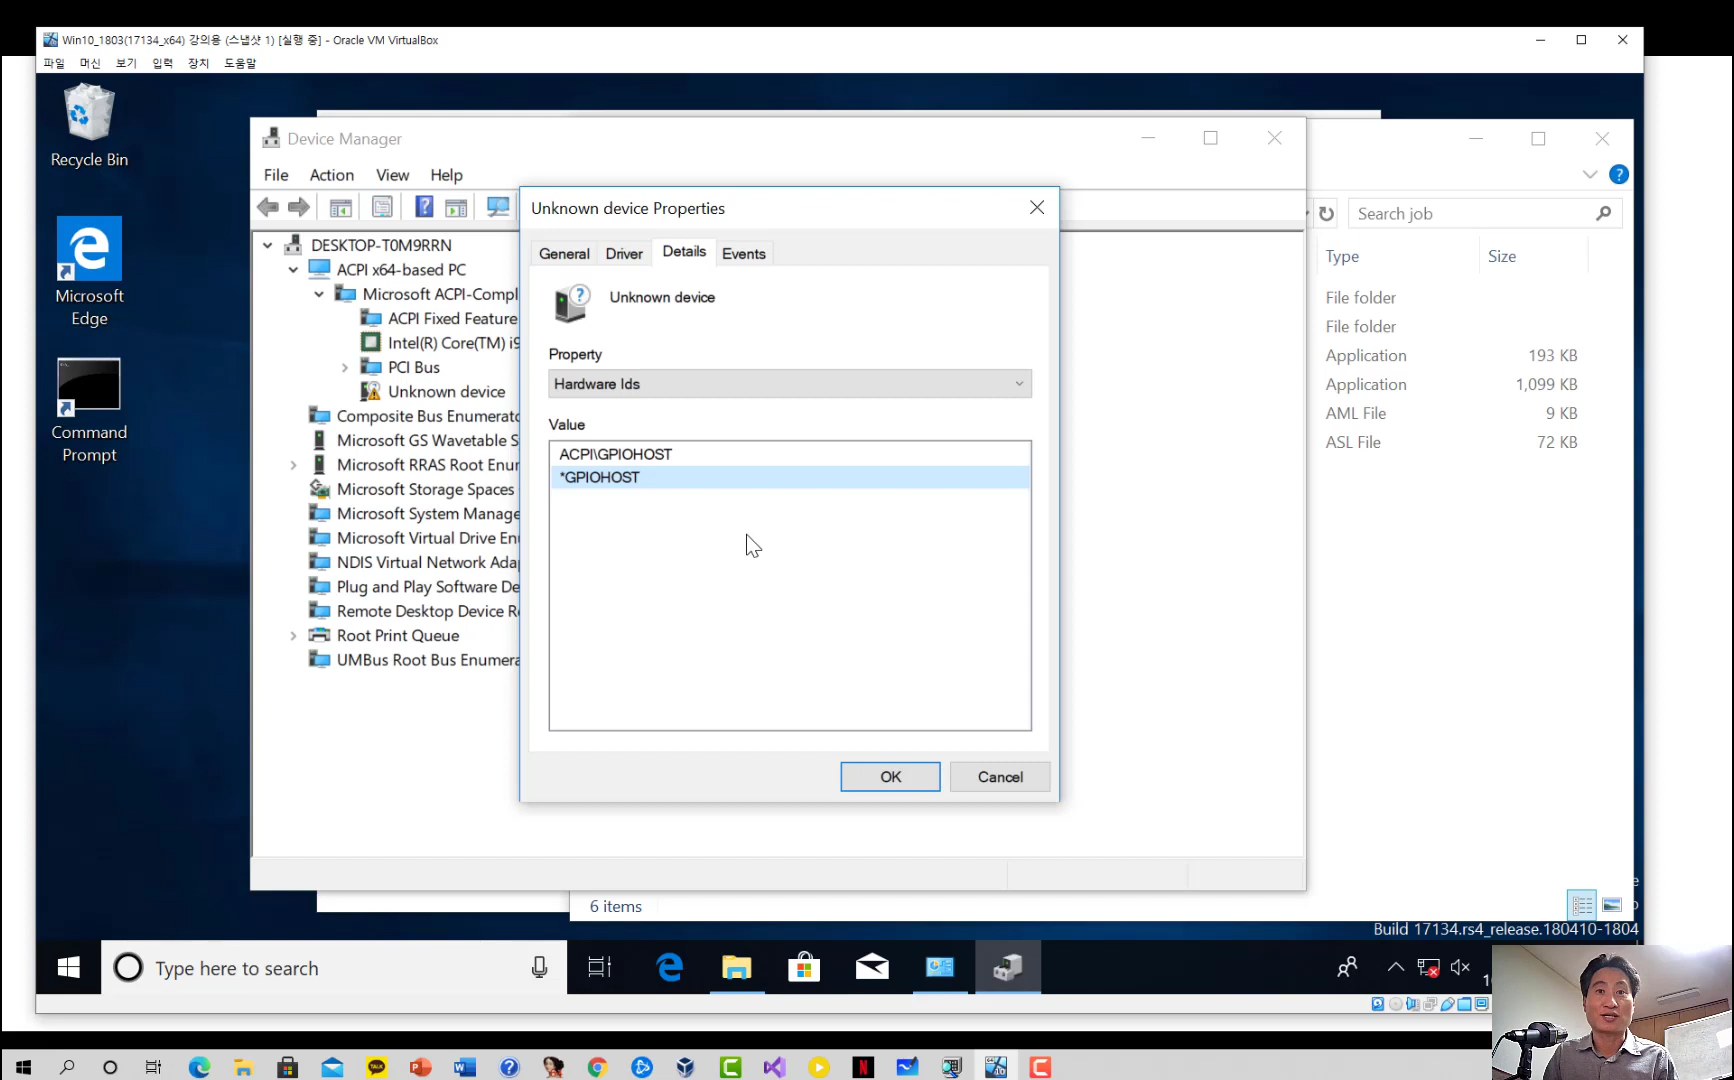 Win10_1803(17134_x64) 강의용 (스냅샷 1) [실행 중] - Oracle VM VirtualBox
파일 머신 보기 입력 장치 도움말
Recycle Bin
Microsoft
Edge
Command
Prompt
Device Manager
File Action View Help
DESKTOP-T0M9RRN
ACPI x64-based PC
Microsoft ACPI-Compl
ACPI Fixed Feature
Intel(R) Core(TM) i9
PCI Bus
Unknown device
Composite Bus Enumerato
Microsoft GS Wavetable S
Microsoft RRAS Root Enur
Microsoft Storage Spaces
Microsoft System Manage
Microsoft Virtual Drive En
NDIS Virtual Network Ada
Plug and Play Software De
Remote Desktop Device R
Root Print Queue
UMBus Root Bus Enumera
Unknown device Properties
General Driver Details Events
Unknown device
Property
Hardware Ids
Value
ACPI\GPIOHOST
*GPIOHOST
OK Cancel
Search job
Type Size
File folder
File folder
Application 193 KB
Application 1,099 KB
AML File 9 KB
ASL File 72 KB
6 items
Build 17134.rs4_release.180410-1804
Type here to search